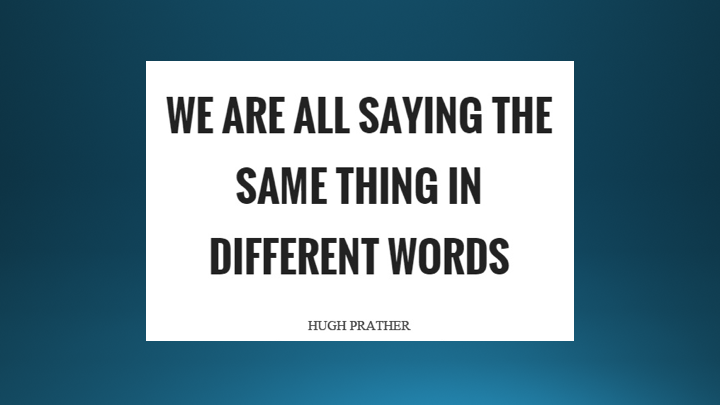 WE ARE ALL SAYING THE
SAME THING IN
DIFFERENT WORDS
HUGH PRATHER